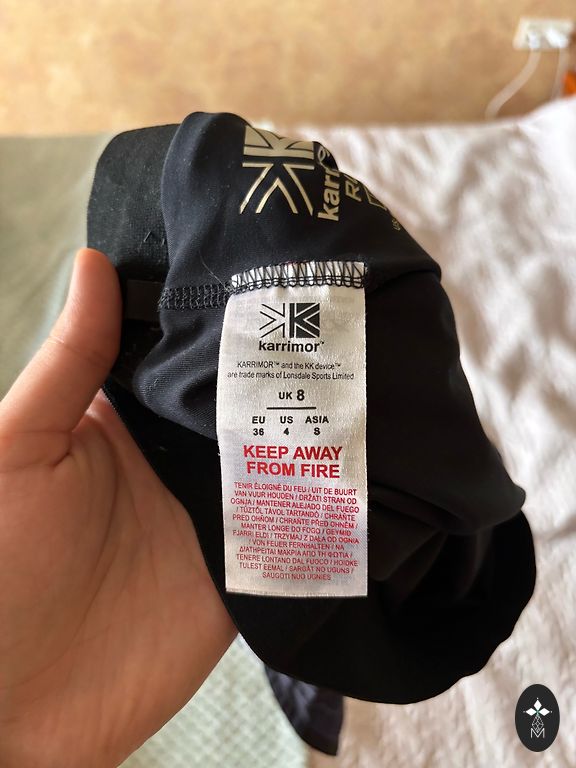 karrimor™
KARRIMOR™ and the KK device™
are trade marks of Lonsdale Sports Limited
UK 8
EU US ASIA
36 4 S
KEEP AWAY
FROM FIRE
TENIR ÉLOIGNÉ DU FEU / UIT DE BUURT
VAN VUUR HOUDEN / DRŽATI STRAN OD
OGNJA / MANTENER ALEJADO DEL FUEGO
/ TŰZTŐL TÁVOL TARTANDÓ / CHRÁŇTE
PRED OHŇOM / CHRAŇTE PŘED OHNĚM /
MANTER LONGE DO FOGO / GEYMIÐ
FJARRI ELDI / TRZYMAJ Z DALA OD OGNIA
/ VON FEUER FERNHALTEN / ΝΑ
ΔΙΑΤΗΡΕΙΤΑΙ ΜΑΚΡΙΑ ΑΠΟ ΤΗ ΦΩΤΙΑ /
TENERE LONTANO DAL FUOCO / HOIDKE
TULEST EEMAL / SARGĀT NO UGUNS /
SAUGOTI NUO UGNIES